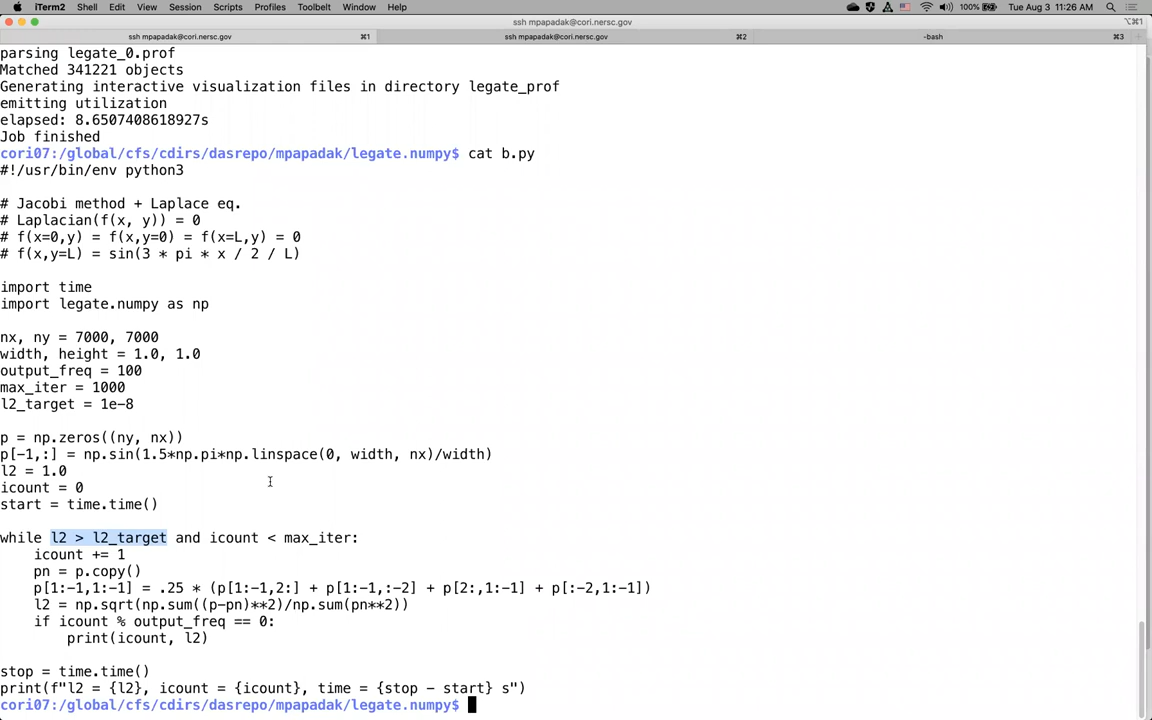 iTerm2 Shell Edit View Session Scripts Profiles Toolbelt Window Help 100% Tue Aug 3 11:26 AM
ssh mpapadak@cori.nersc.gov ⌥⌘1
ssh mpapadak@cori.nersc.gov ⌘1 ssh mpapadak@cori.nersc.gov ⌘2 -bash ⌘3
parsing legate_0.prof
Matched 341221 objects
Generating interactive visualization files in directory legate_prof
emitting utilization
elapsed: 8.6507408618927s
Job finished
cori07:/global/cfs/cdirs/dasrepo/mpapadak/legate.numpy$ cat b.py
#!/usr/bin/env python3

# Jacobi method + Laplace eq.
# Laplacian(f(x, y)) = 0
# f(x=0,y) = f(x,y=0) = f(x=L,y) = 0
# f(x,y=L) = sin(3 * pi * x / 2 / L)

import time
import legate.numpy as np

nx, ny = 7000, 7000
width, height = 1.0, 1.0
output_freq = 100
max_iter = 1000
l2_target = 1e-8

p = np.zeros((ny, nx))
p[-1,:] = np.sin(1.5*np.pi*np.linspace(0, width, nx)/width)
l2 = 1.0
icount = 0
start = time.time()

while l2 > l2_target and icount < max_iter:
    icount += 1
    pn = p.copy()
    p[1:-1,1:-1] = .25 * (p[1:-1,2:] + p[1:-1,:-2] + p[2:,1:-1] + p[:-2,1:-1])
    l2 = np.sqrt(np.sum((p-pn)**2)/np.sum(pn**2))
    if icount % output_freq == 0:
        print(icount, l2)

stop = time.time()
print(f"l2 = {l2}, icount = {icount}, time = {stop - start} s")
cori07:/global/cfs/cdirs/dasrepo/mpapadak/legate.numpy$